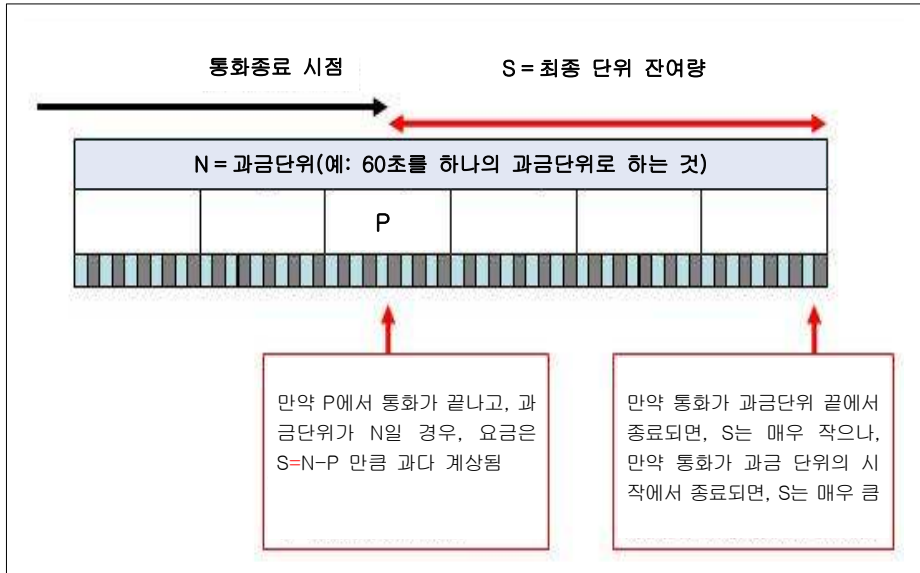 통화종료 시점
S = 최종 단위 잔여량
N = 과금단위(예: 60초를 하나의 과금단위로 하는 것)
P
만약 P에서 통화가 끝나고, 과
금단위가 N일 경우, 요금은
S=N-P 만큼 과다 계상됨
만약 통화가 과금단위 끝에서
종료되면, S는 매우 작으나,
만약 통화가 과금 단위의 시
작에서 종료되면, S는 매우 큼